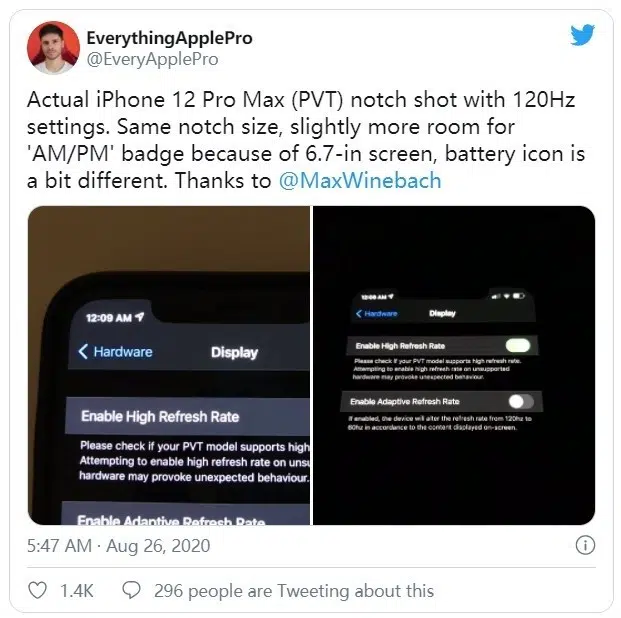 EverythingApplePro
@EveryApplePro
Actual iPhone 12 Pro Max (PVT) notch shot with 120Hz
settings. Same notch size, slightly more room for
'AM/PM' badge because of 6.7-in screen, battery icon is
a bit different. Thanks to @MaxWinebach
12:09 AM
Hardware
Display
Enable High Refresh Rate
Please check if your PVT model supports high
Attempting to enable high refresh rate on unsu
hardware may provoke unexpected behaviour.
Enable Adaptive Refresh Rate
12:08 AM
Hardware
Display
Enable High Refresh Rate
Please check if your PVT model supports high refresh rate.
Attempting to enable high refresh rate on unsupported
hardware may provoke unexpected behaviour.
Enable Adaptive Refresh Rate
If enabled, the device will alter the refresh rate from 120hz to
60hz in accordance to the content displayed on-screen.
5:47 AM · Aug 26, 2020
1.4K
296 people are Tweeting about this